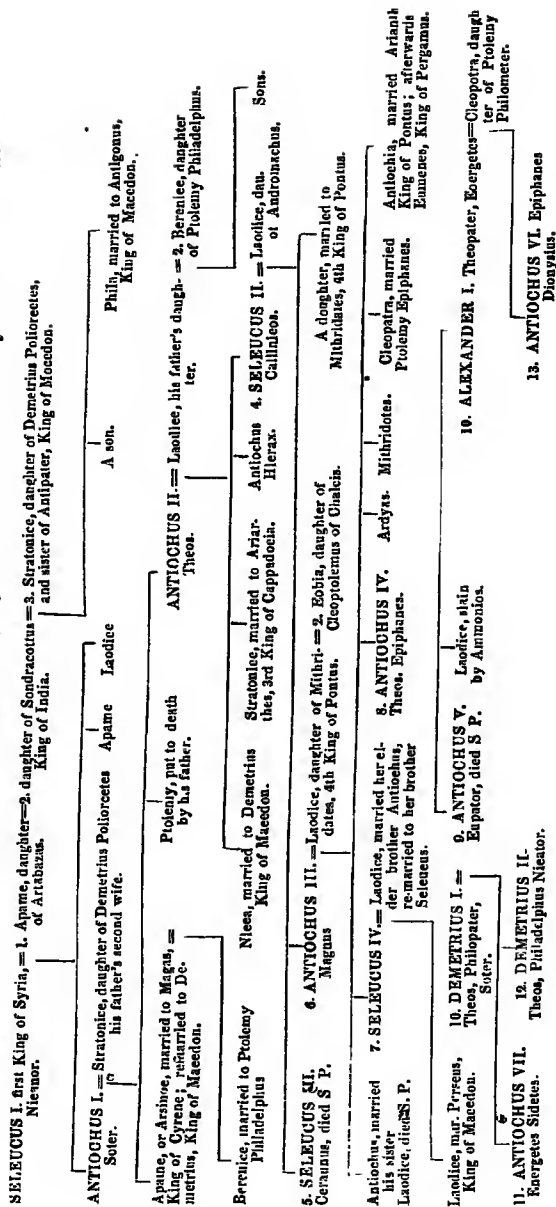 SELEUCUS I. first King of Syria, = 1. Apame, daughter = 2. daughter of Sondracottus = 3. Stratonice, daughter of Demetrius Poliorcetes,
Nicanor. of Artabazus. King of India. and sister of Antipater, King of Mocedon.
ANTIOCHUS I. = Stratonice, daughter of Demetrius Poliorcetes Apame Laodice A son. Phila, married to Antigonus,
Soter. his father's second wife. King of Macedon.
Apame, or Arsinoe, married to Magas, = Ptolemy, put to death ANTIOCHUS II. = Laodice, his father's daugh- = 2. Berenice, daughter
King of Cyrene; remarried to De- by his father. Theos. ter. of Ptolemy Philadelphus.
metrius, King of Macedon.
Berenice, married to Ptolemy Nicea, married to Demetrius Stratonice, married to Ariar- Antiochus 4. SELEUCUS II. = Laodice, dau. Sons.
Philadelphus King of Macedon. thes, 3rd King of Cappadocia. Hierax. Callinicos. of Andromachus.
5. SELEUCUS III. 6. ANTIOCHUS III. = Laodice, daughter of Mithri- = 2. Eobia, daughter of A daughter, married to
Ceraunus, died S P. Magnus dates, 4th King of Pontus. Cleoptolemus of Chalcis. Mithridates, 4th King of Pontus.
Antiochus, married 7. SELEUCUS IV. = Laodice, married her el- 8. ANTIOCHUS IV. Ardyas. Mithridotes. Cleopatra, married Antiochia, married Arianth
his sister der brother Antiochus, Theos. Epiphanes. Ptolemy Epiphanes. King of Pontus; afterwards
Laodice, died S. P. re-married to her brother Eumenes, King of Pergamus.
Seleucus.
Laodice, mar. Perseus, 10. DEMETRIUS I. = 9. ANTIOCHUS V. Laodice, slain 10. ALEXANDER I. Theopater, Eoergetes = Cleopotra, daugh
King of Macedon. Theos, Philopater, Eupator, died S P. by Ammonios. ter of Ptolemy
Soter. Philometer.
11. ANTIOCHUS VII. 12. DEMETRIUS II- 13. ANTIOCHUS VI. Epiphanes
Energetes Sidetes. Theos, Philadelphus Nicator. Dionysius.